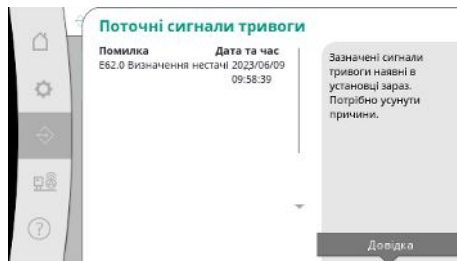 Поточні сигнали тривоги
Помилка Дата та час
E62.0 Визначення нестачі 2023/06/09
09:58:39
Зазначені сигнали
тривоги наявні в
установці зараз.
Потрібно усунути
причини.
Довідка